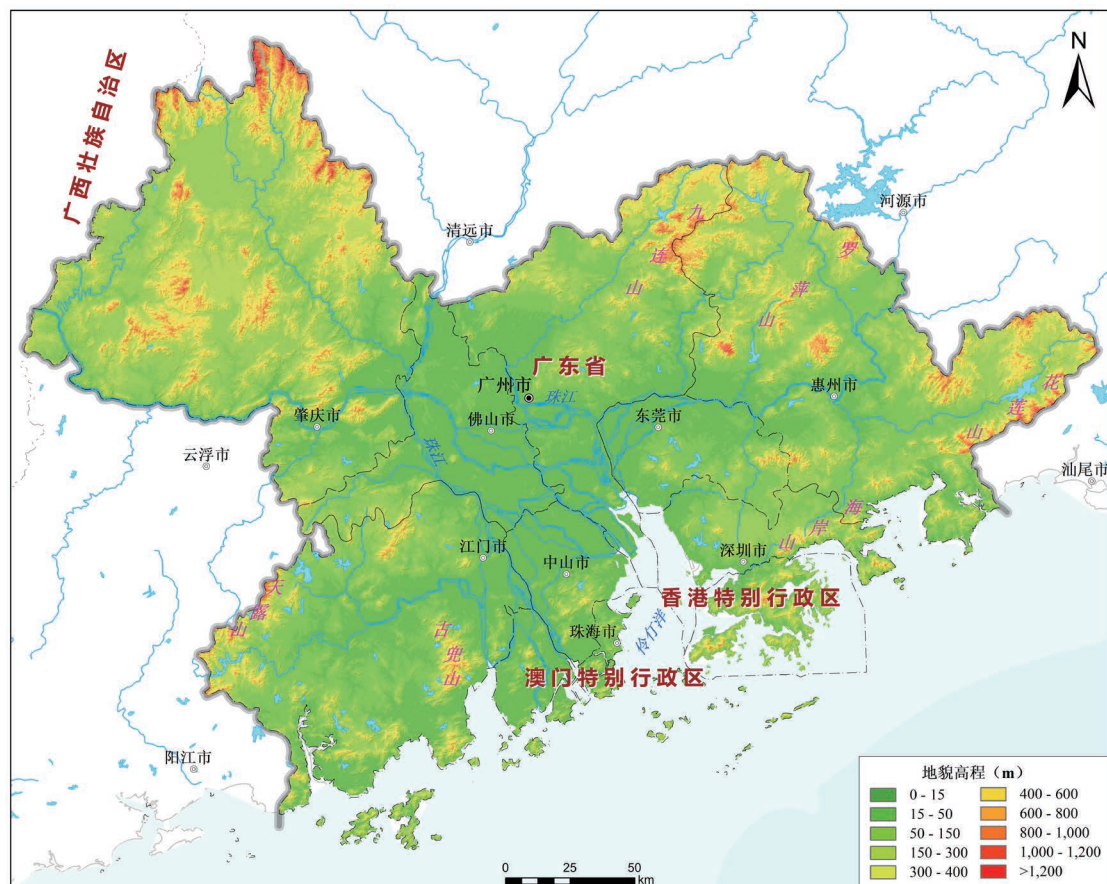 N
广西壮族自治区
河源市
清远市
九连山
罗
萍
山
广东省
广州市
珠江
惠州市
花
莲
山
肇庆市
佛山市
东莞市
珠江
云浮市
汕尾市
海
岸
山
深圳市
江门市
中山市
香港特别行政区
天露山
古兜山
珠海市
伶仃洋
澳门特别行政区
阳江市
地貌高程（m）
0 - 15
15 - 50
50 - 150
150 - 300
300 - 400
400 - 600
600 - 800
800 - 1,000
1,000 - 1,200
>1,200
0 25 50
km